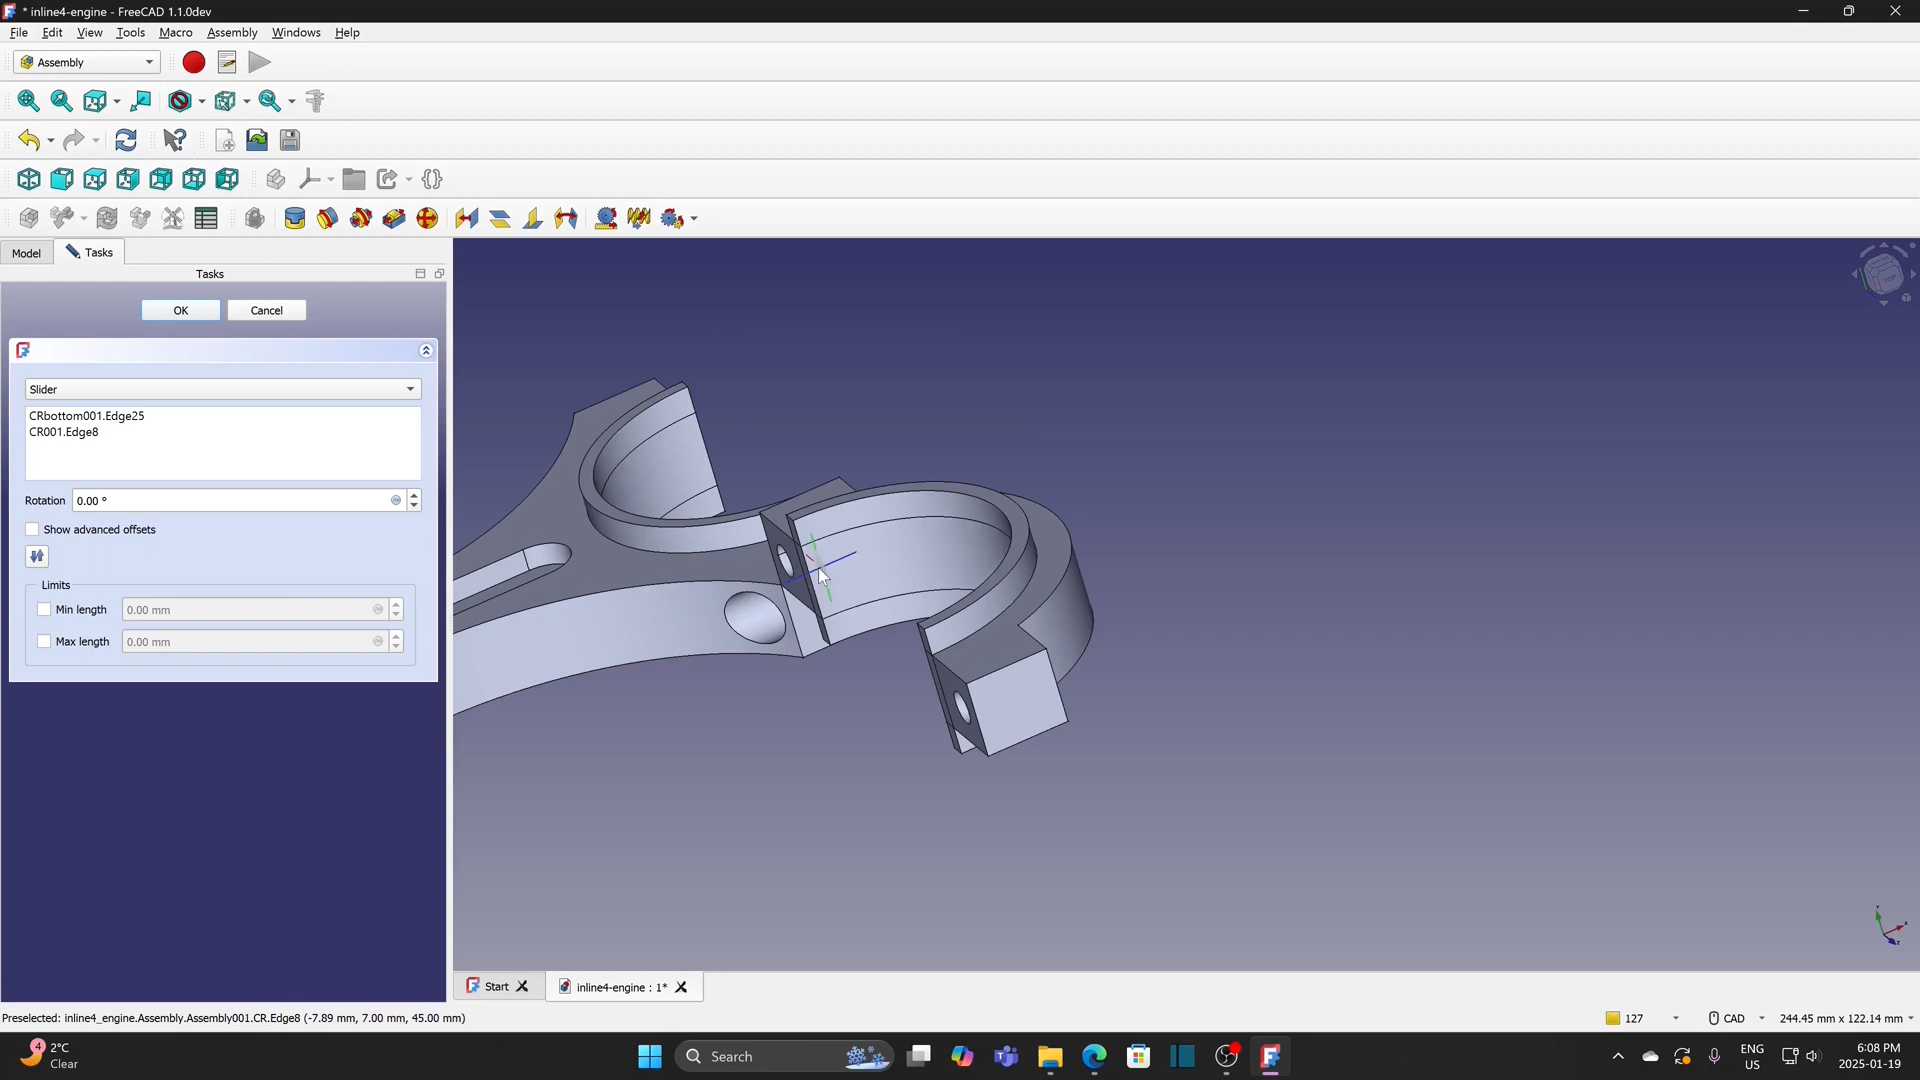 * inline4-engine - FreeCAD 1.1.0dev
File Edit View Tools Macro Assembly Windows Help
Assembly
Model Tasks
Tasks
OK Cancel
Slider
CRbottom001.Edge25
CR001.Edge8
Rotation 0.00 °
Show advanced offsets
Limits
Min length 0.00 mm
Max length 0.00 mm
TOP
Y
X
Z
Start inline4-engine : 1*
Preselected: inline4_engine.Assembly.Assembly001.CR.Edge8 (-7.89 mm, 7.00 mm, 45.00 mm)
127 CAD 244.45 mm x 122.14 mm
4
2°C
Clear
Search
ENG
US
6:08 PM
2025-01-19